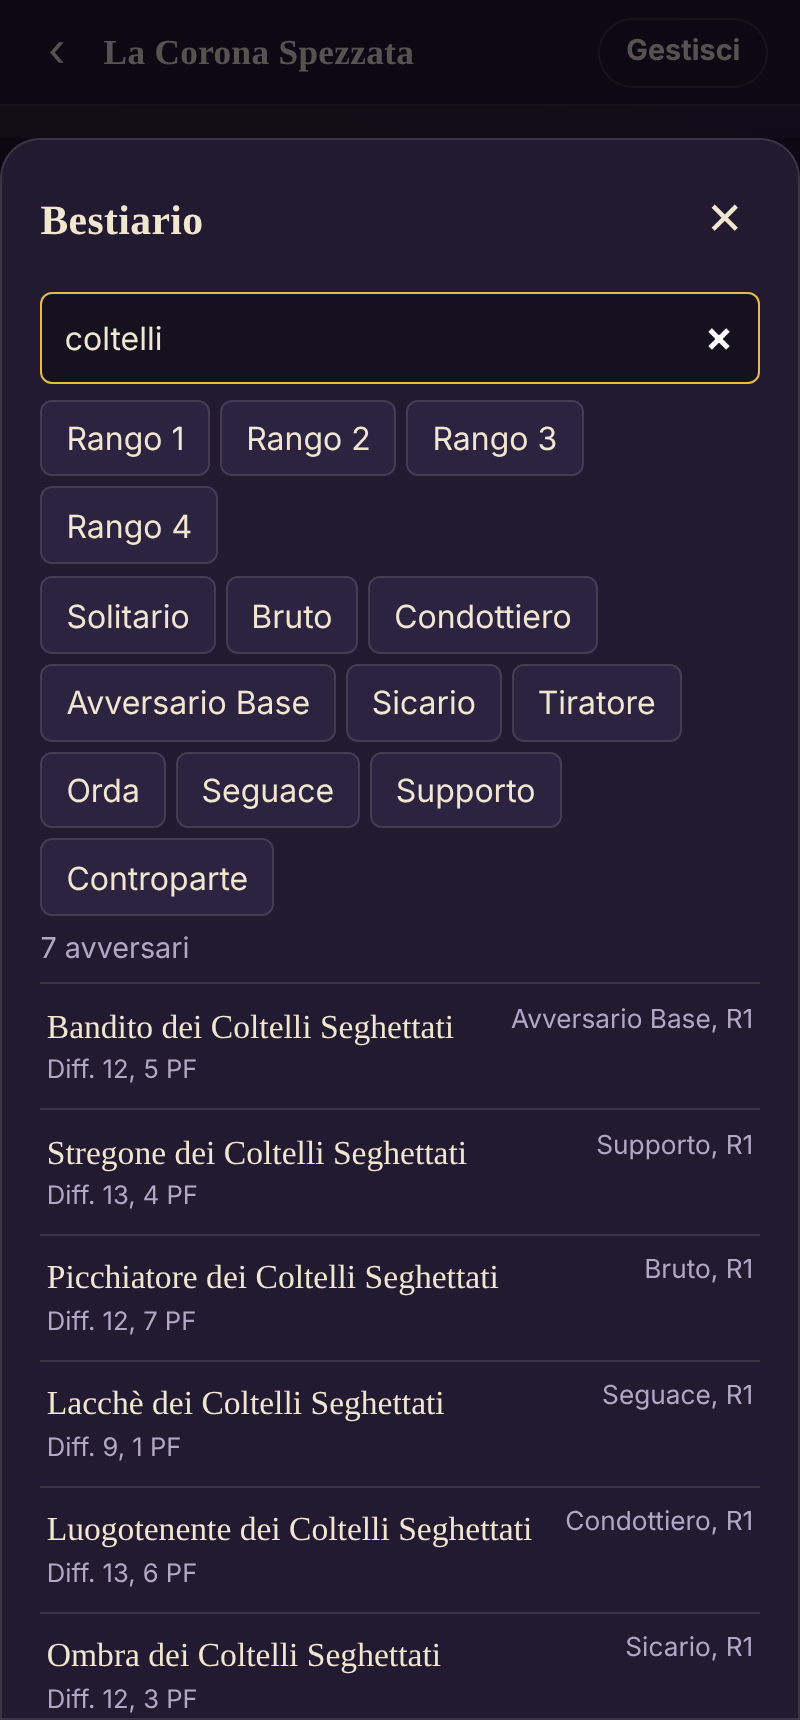 La Corona Spezzata
Gestisci
Bestiario
coltelli
Rango 1 Rango 2 Rango 3
Rango 4
Solitario Bruto Condottiero
Avversario Base Sicario Tiratore
Orda Seguace Supporto
Controparte
7 avversari
Bandito dei Coltelli Seghettati Avversario Base, R1
Diff. 12, 5 PF
Stregone dei Coltelli Seghettati Supporto, R1
Diff. 13, 4 PF
Picchiatore dei Coltelli Seghettati Bruto, R1
Diff. 12, 7 PF
Lacchè dei Coltelli Seghettati Seguace, R1
Diff. 9, 1 PF
Luogotenente dei Coltelli Seghettati Condottiero, R1
Diff. 13, 6 PF
Ombra dei Coltelli Seghettati Sicario, R1
Diff. 12, 3 PF